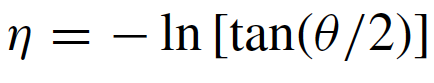 η = − ln [tan(θ/2)]